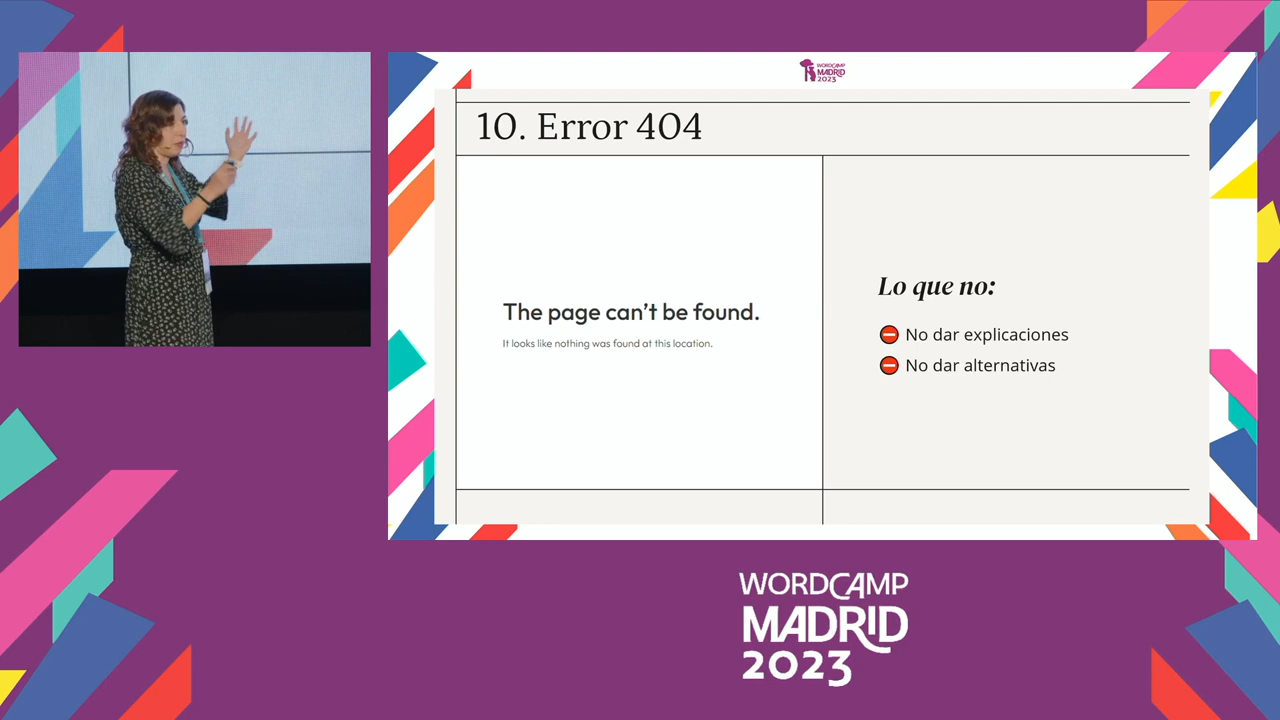 WORDCAMP
MADRID
2023
10. Error 404
The page can't be found.
It looks like nothing was found at this location.
Lo que no:
No dar explicaciones
No dar alternativas
WORDCAMP
MADRID
2023